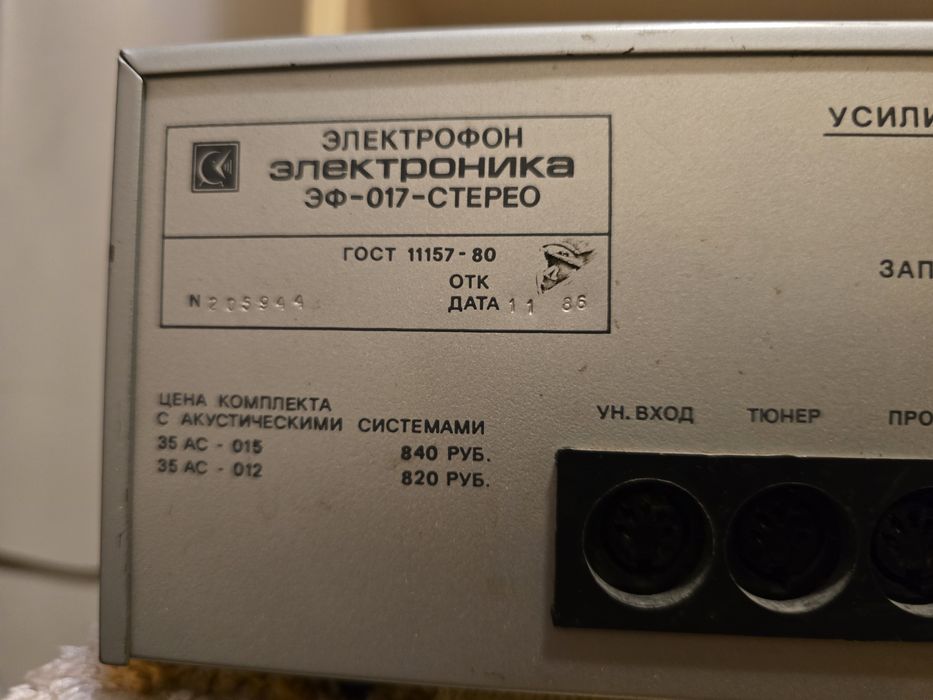 ЭЛЕКТРОФОН
электроника
ЭФ-017-СТЕРЕО
ГОСТ 11157-80
ОТК
N 205944
ДАТА 11 86
УСИЛИ
ЗАП
ЦЕНА КОМПЛЕКТА
С АКУСТИЧЕСКИМИ СИСТЕМАМИ
35 АС - 015 840 РУБ.
35 АС - 012 820 РУБ.
УН. ВХОД ТЮНЕР ПРО